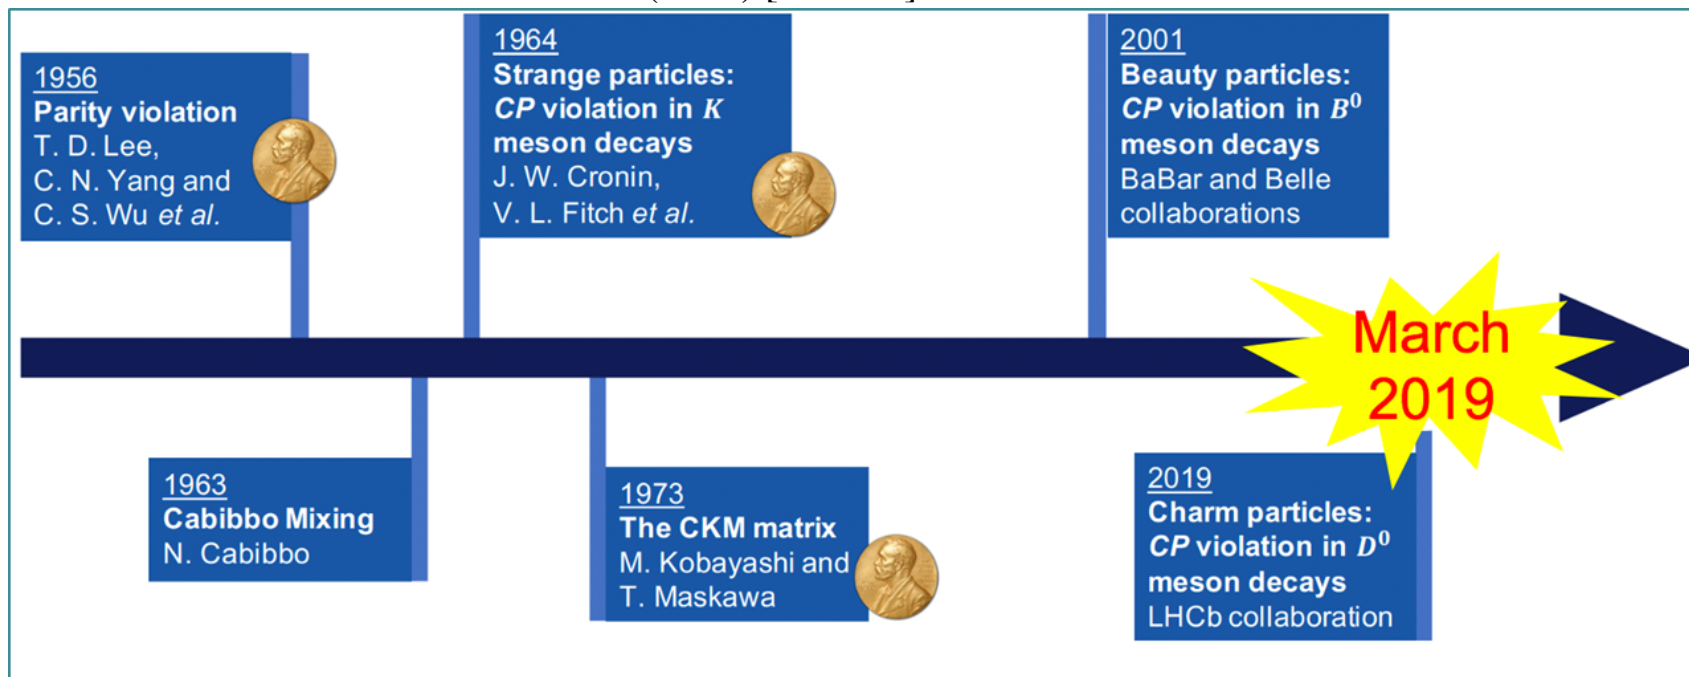 1956
Parity violation
T. D. Lee,
C. N. Yang and
C. S. Wu et al.
1964
Strange particles:
CP violation in K
meson decays
J. W. Cronin,
V. L. Fitch et al.
2001
Beauty particles:
CP violation in B⁰
meson decays
BaBar and Belle
collaborations
March
2019
1963
Cabibbo Mixing
N. Cabibbo
1973
The CKM matrix
M. Kobayashi and
T. Maskawa
2019
Charm particles:
CP violation in D⁰
meson decays
LHCb collaboration